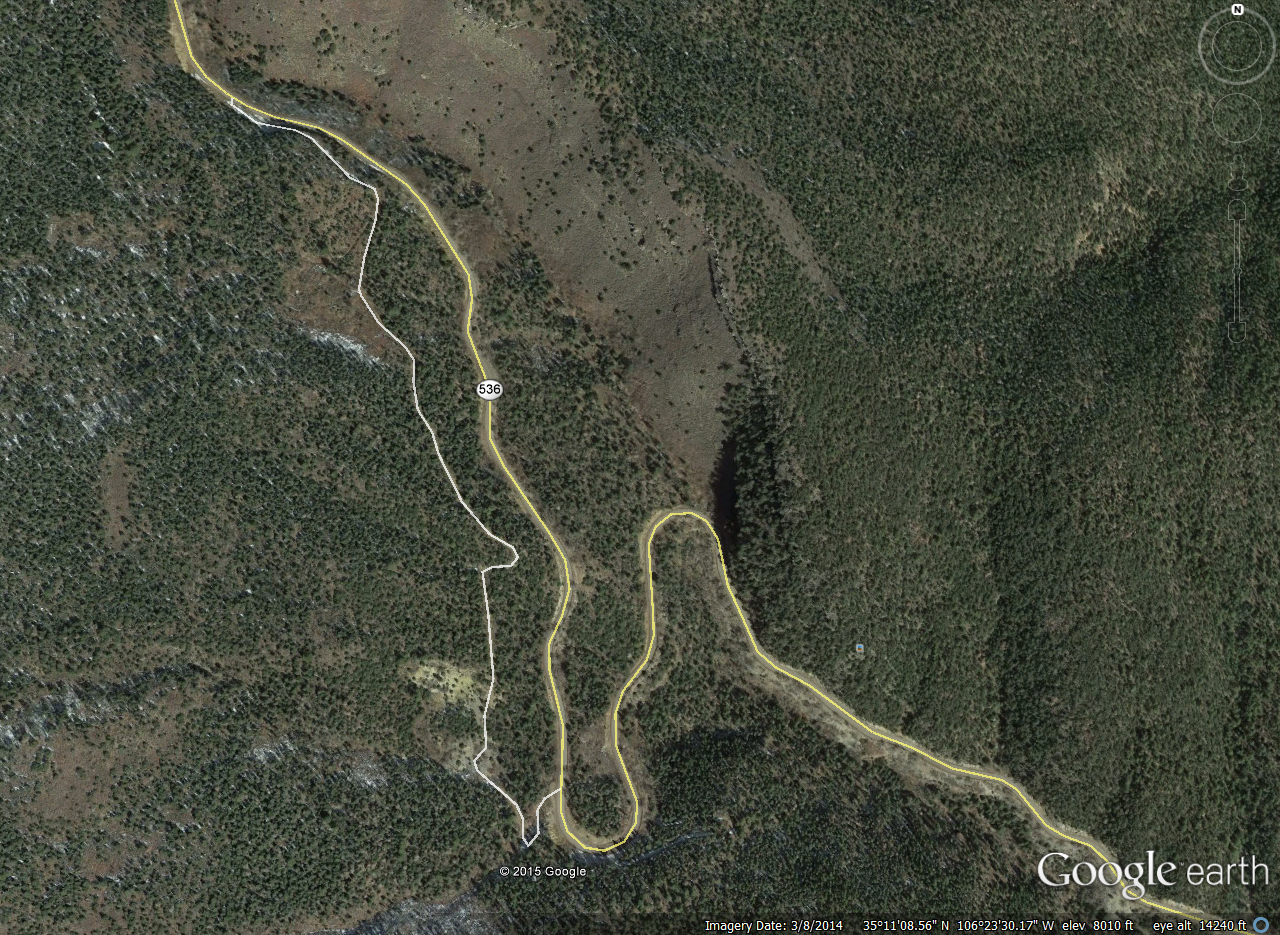 N
536
© 2015 Google
Google earth
Imagery Date: 3/8/2014 35°11'08.56" N 106°23'30.17" W elev 8010 ft eye alt 14240 ft